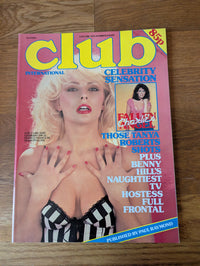 club
85p
INTERNATIONAL
CELEBRITY
SENSATION
FALLEN
THOSE TANYA
ROBERTS
SHOTS
PLUS
BENNY
HILL'S
NAUGHTIEST
TV
HOSTESS
FULL
FRONTAL
PUBLISHED BY PAUL RAYMOND